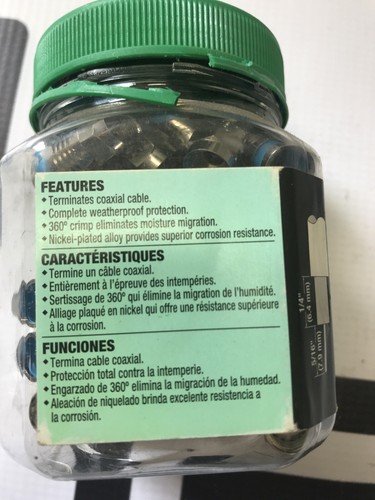 FEATURES
◆ Terminates coaxial cable.
◆ Complete weatherproof protection.
◆ 360° crimp eliminates moisture migration.
◆ Nickel-plated alloy provides superior corrosion resistance.
CARACTÉRISTIQUES
◆ Termine un câble coaxial.
◆ Entièrement à l'épreuve des intempéries.
◆ Sertissage de 360° qui élimine la migration de l'humidité.
◆ Alliage plaqué en nickel qui offre une résistance supérieure
à la corrosion.
FUNCIONES
◆ Termina cable coaxial.
◆ Protección total contra la intemperie.
◆ Engarzado de 360° elimina la migración de la humedad.
◆ Aleación de niquelado brinda excelente resistencia a
la corrosión.
1/4"
(6.4 mm)
5/16"
(7.9 mm)